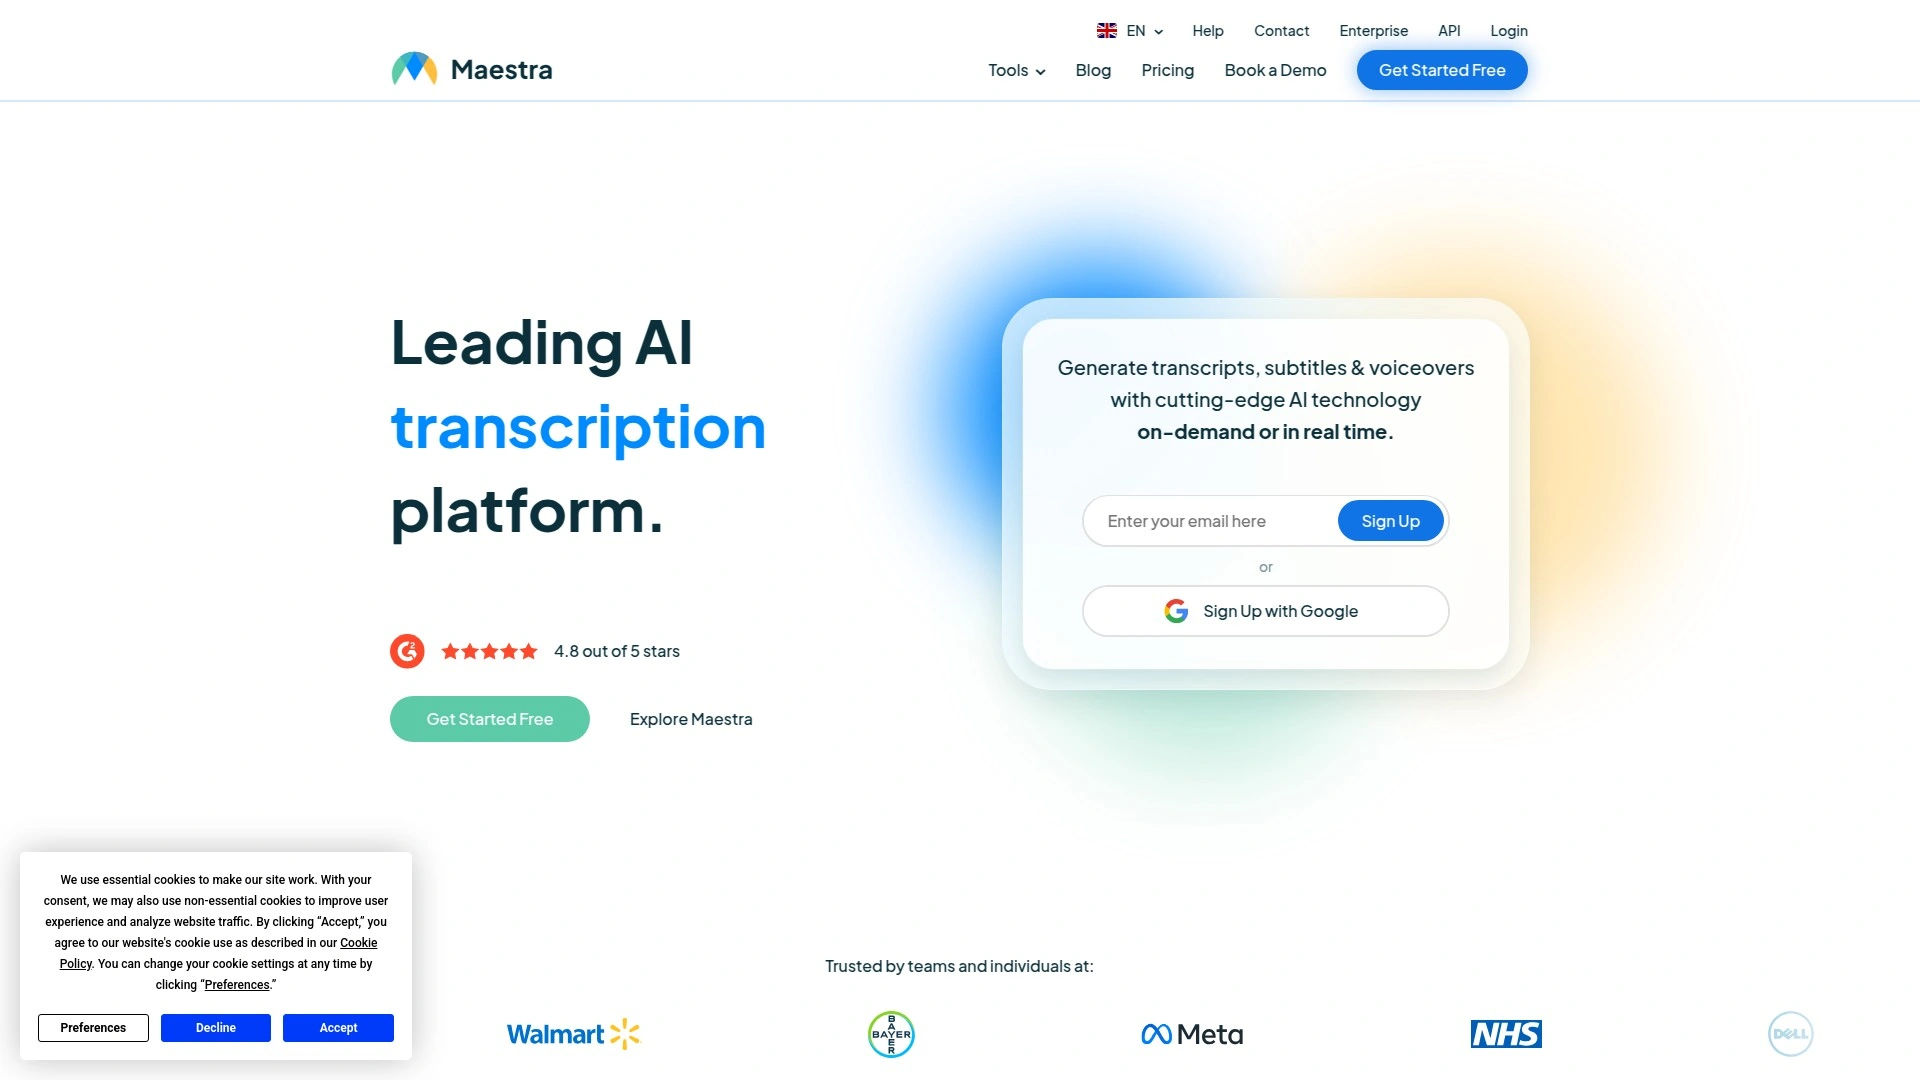 EN
Help
Contact
Enterprise
API
Login
Maestra
Tools
Blog
Pricing
Book a Demo
Get Started Free
Leading AI
transcription
platform.
4.8 out of 5 stars
Get Started Free
Explore Maestra
Generate transcripts, subtitles & voiceovers
with cutting-edge AI technology
on-demand or in real time.
Enter your email here
Sign Up
or
Sign Up with Google
We use essential cookies to make our site work. With your
consent, we may also use non-essential cookies to improve user
experience and analyze website traffic. By clicking “Accept,” you
agree to our website's cookie use as described in our Cookie
Policy. You can change your cookie settings at any time by
clicking “Preferences.”
Preferences
Decline
Accept
Trusted by teams and individuals at:
Walmart
BAYER
BAYER
Meta
NHS
DELL